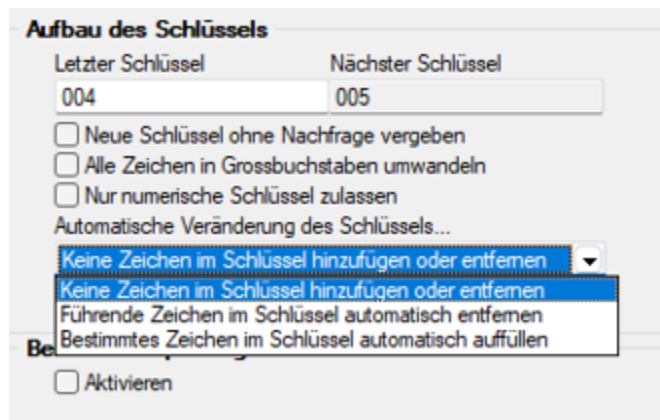 Aufbau des Schlüssels
Letzter Schlüssel Nächster Schlüssel
004 005
Neue Schlüssel ohne Nachfrage vergeben
Alle Zeichen in Grossbuchstaben umwandeln
Nur numerische Schlüssel zulassen
Automatische Veränderung des Schlüssels...
Keine Zeichen im Schlüssel hinzufügen oder entfernen
Keine Zeichen im Schlüssel hinzufügen oder entfernen
Führende Zeichen im Schlüssel automatisch entfernen
Bestimmtes Zeichen im Schlüssel automatisch auffüllen
Aktivieren